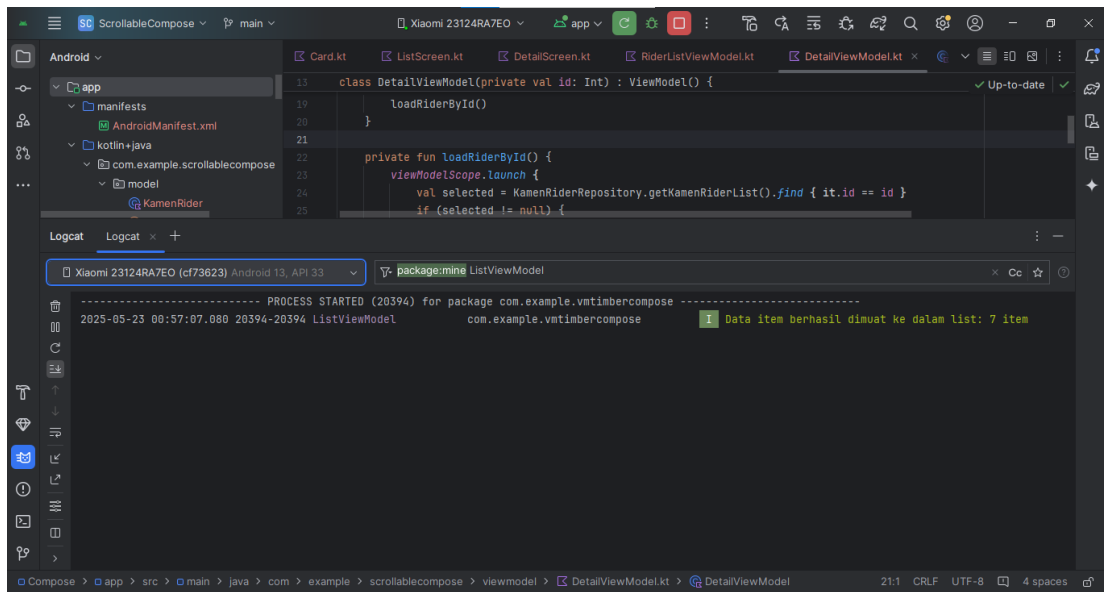 SC ScrollableCompose main Xiaomi 23124RA7EO app
Android Card.kt ListScreen.kt DetailScreen.kt RiderListViewModel.kt DetailViewModel.kt
app
manifests
AndroidManifest.xml
kotlin+java
com.example.scrollablecompose
model
KamenRider
13 class DetailViewModel(private val id: Int) : ViewModel() {
Up-to-date
19 loadRiderById()
20 }
21
22 private fun loadRiderById() {
23 viewModelScope.launch {
24 val selected = KamenRiderRepository.getKamenRiderList().find { it.id == id }
25 if (selected != null) {
Logcat Logcat
Xiaomi 23124RA7EO (cf73623) Android 13, API 33 package:mine ListViewModel Cc
--------------------------- PROCESS STARTED (20394) for package com.example.vmtimbercompose ----------------------------
2025-05-23 00:57:07.080 20394-20394 ListViewModel com.example.vmtimbercompose I Data item berhasil dimuat ke dalam list: 7 item
Compose > app > src > main > java > com > example > scrollablecompose > viewmodel > DetailViewModel.kt > DetailViewModel 21:1 CRLF UTF-8 4 spaces